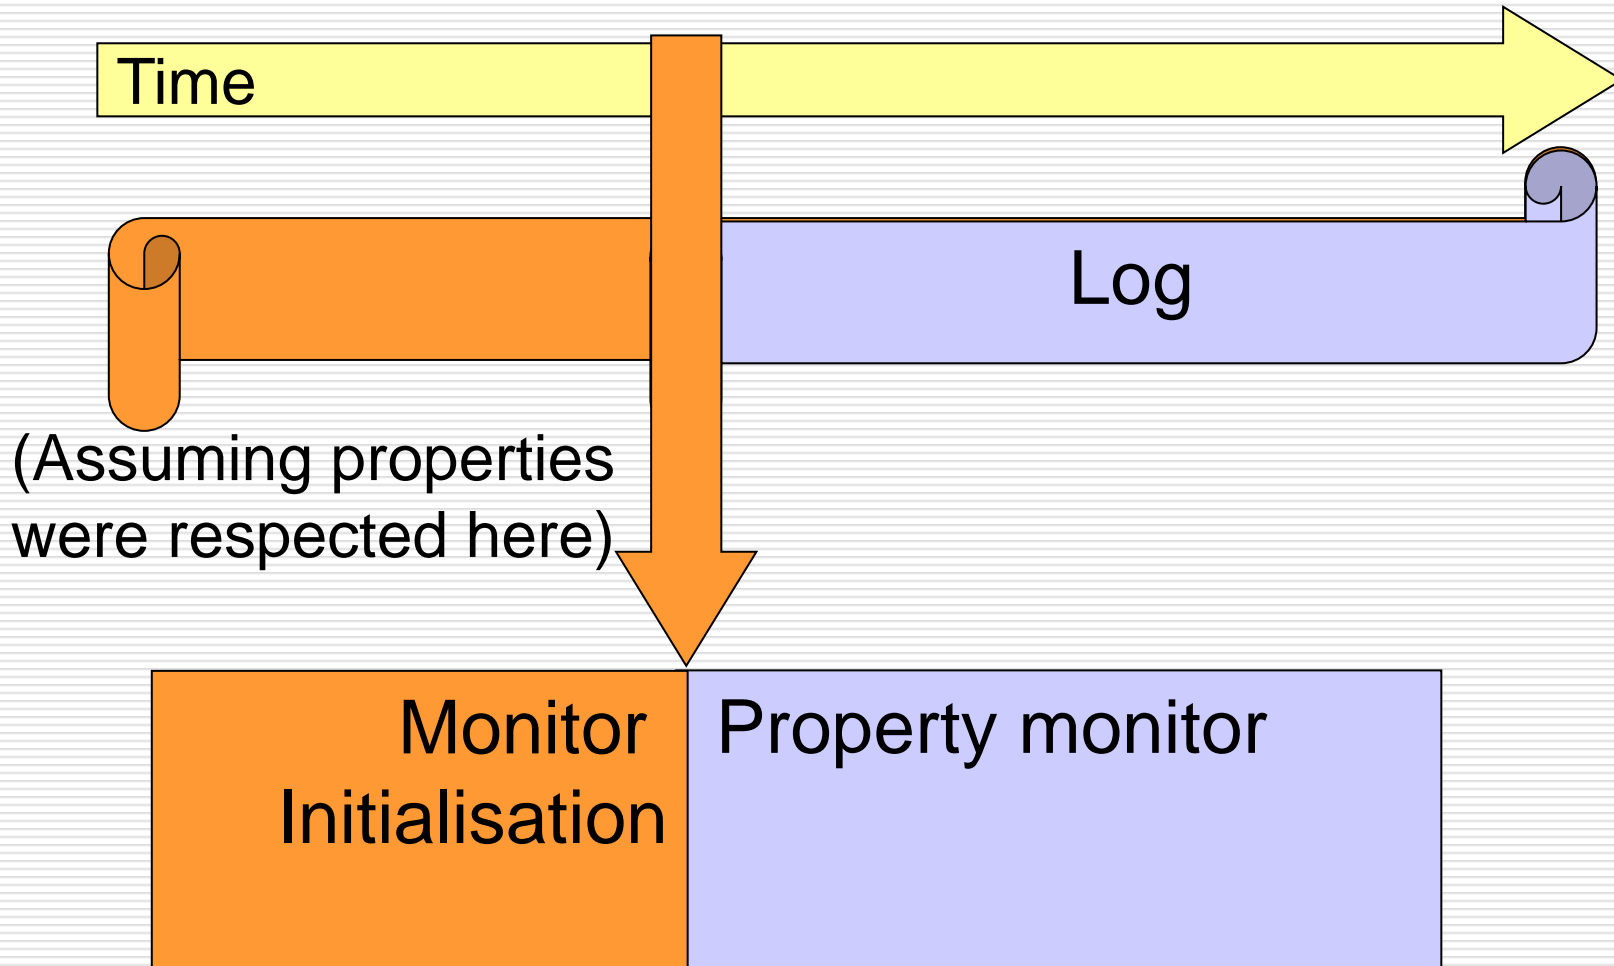 Time
Log
(Assuming properties
were respected here)
Monitor
Initialisation
Property monitor